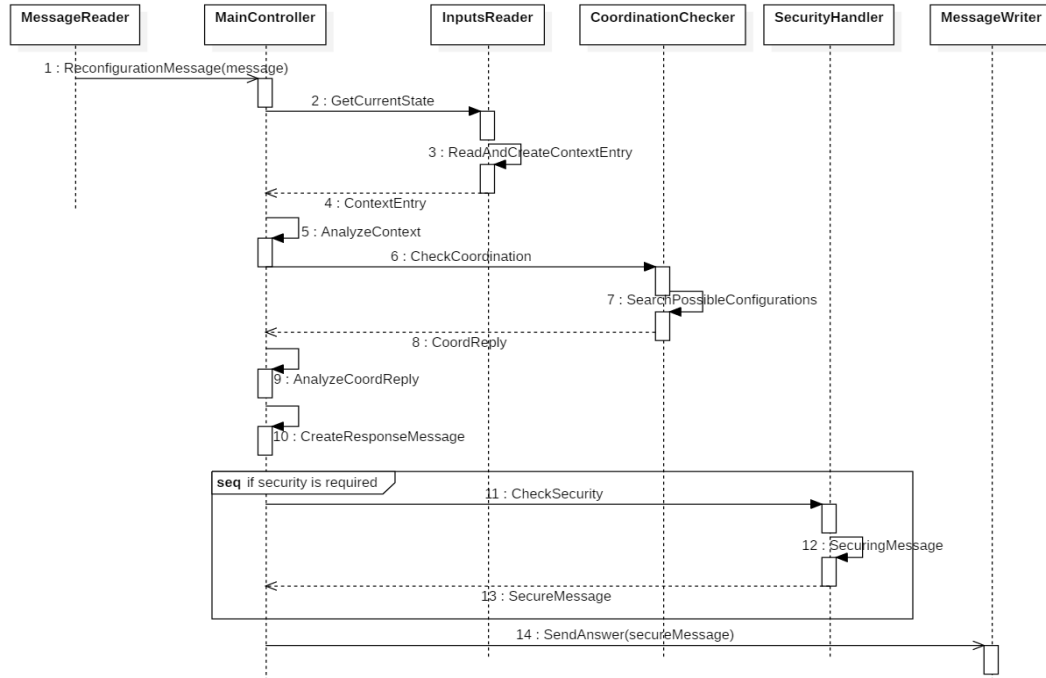 MessageReader
MainController
InputsReader
CoordinationChecker
SecurityHandler
MessageWriter
1 : ReconfigurationMessage(message)
2 : GetCurrentState
3 : ReadAndCreateContextEntry
4 : ContextEntry
5 : AnalyzeContext
6 : CheckCoordination
7 : SearchPossibleConfigurations
8 : CoordReply
9 : AnalyzeCoordReply
10 : CreateResponseMessage
seq if security is required
11 : CheckSecurity
12 : SecuringMessage
13 : SecureMessage
14 : SendAnswer(secureMessage)